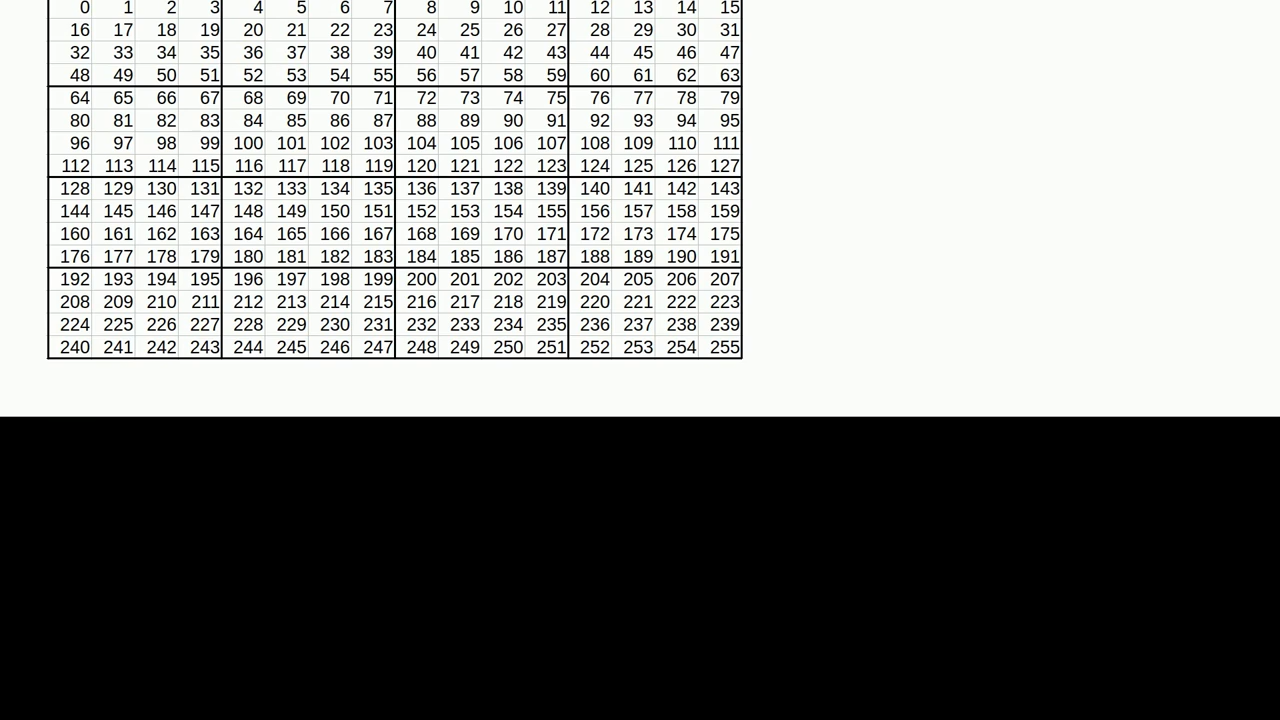 0 1 2 3 4 5 6 7 8 9 10 11 12 13 14 15
16 17 18 19 20 21 22 23 24 25 26 27 28 29 30 31
32 33 34 35 36 37 38 39 40 41 42 43 44 45 46 47
48 49 50 51 52 53 54 55 56 57 58 59 60 61 62 63
64 65 66 67 68 69 70 71 72 73 74 75 76 77 78 79
80 81 82 83 84 85 86 87 88 89 90 91 92 93 94 95
96 97 98 99 100 101 102 103 104 105 106 107 108 109 110 111
112 113 114 115 116 117 118 119 120 121 122 123 124 125 126 127
128 129 130 131 132 133 134 135 136 137 138 139 140 141 142 143
144 145 146 147 148 149 150 151 152 153 154 155 156 157 158 159
160 161 162 163 164 165 166 167 168 169 170 171 172 173 174 175
176 177 178 179 180 181 182 183 184 185 186 187 188 189 190 191
192 193 194 195 196 197 198 199 200 201 202 203 204 205 206 207
208 209 210 211 212 213 214 215 216 217 218 219 220 221 222 223
224 225 226 227 228 229 230 231 232 233 234 235 236 237 238 239
240 241 242 243 244 245 246 247 248 249 250 251 252 253 254 255